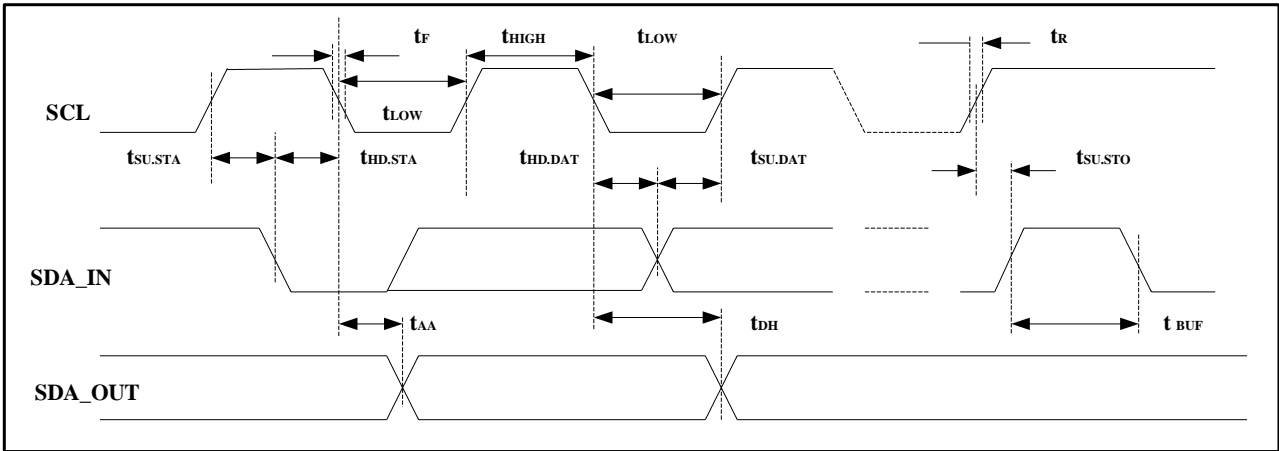 tF tHIGH tLOW tR
SCL
tLOW
tSU.STA tHD.STA tHD.DAT tSU.DAT tSU.STO
SDA_IN
tAA tDH t BUF
SDA_OUT